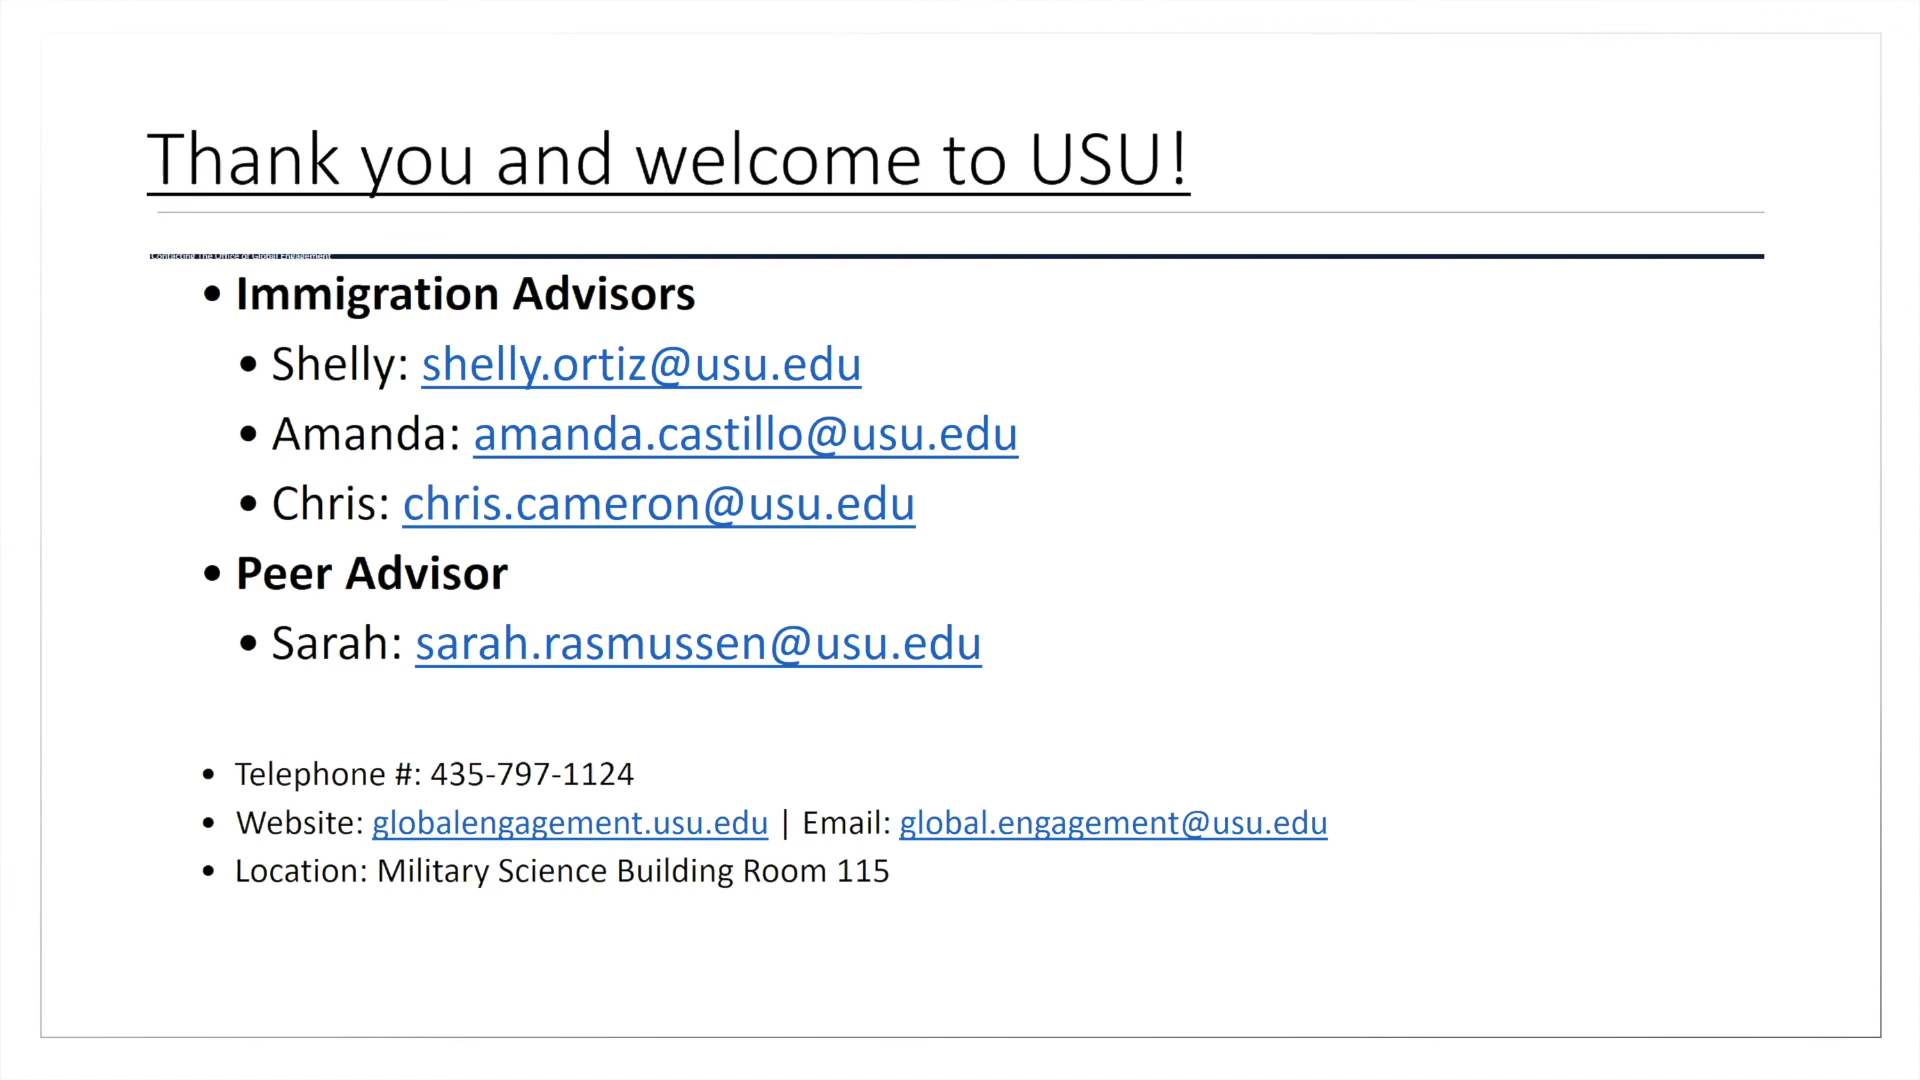 Thank you and welcome to USU!
Contacting The Office of Global Engagement
• Immigration Advisors
• Shelly: shelly.ortiz@usu.edu
• Amanda: amanda.castillo@usu.edu
• Chris: chris.cameron@usu.edu
• Peer Advisor
• Sarah: sarah.rasmussen@usu.edu
• Telephone #: 435-797-1124
• Website: globalengagement.usu.edu | Email: global.engagement@usu.edu
• Location: Military Science Building Room 115